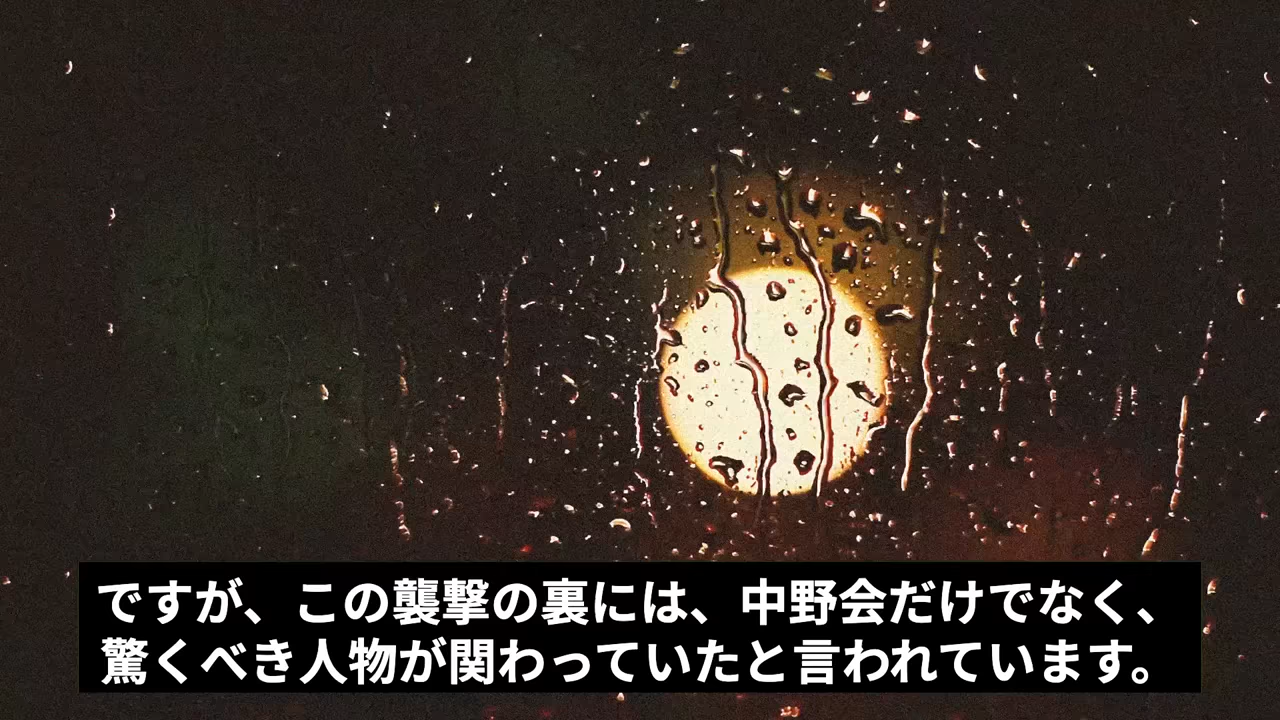 ですが、この襲撃の裏には、中野会だけでなく、
驚くべき人物が関わっていたと言われています。